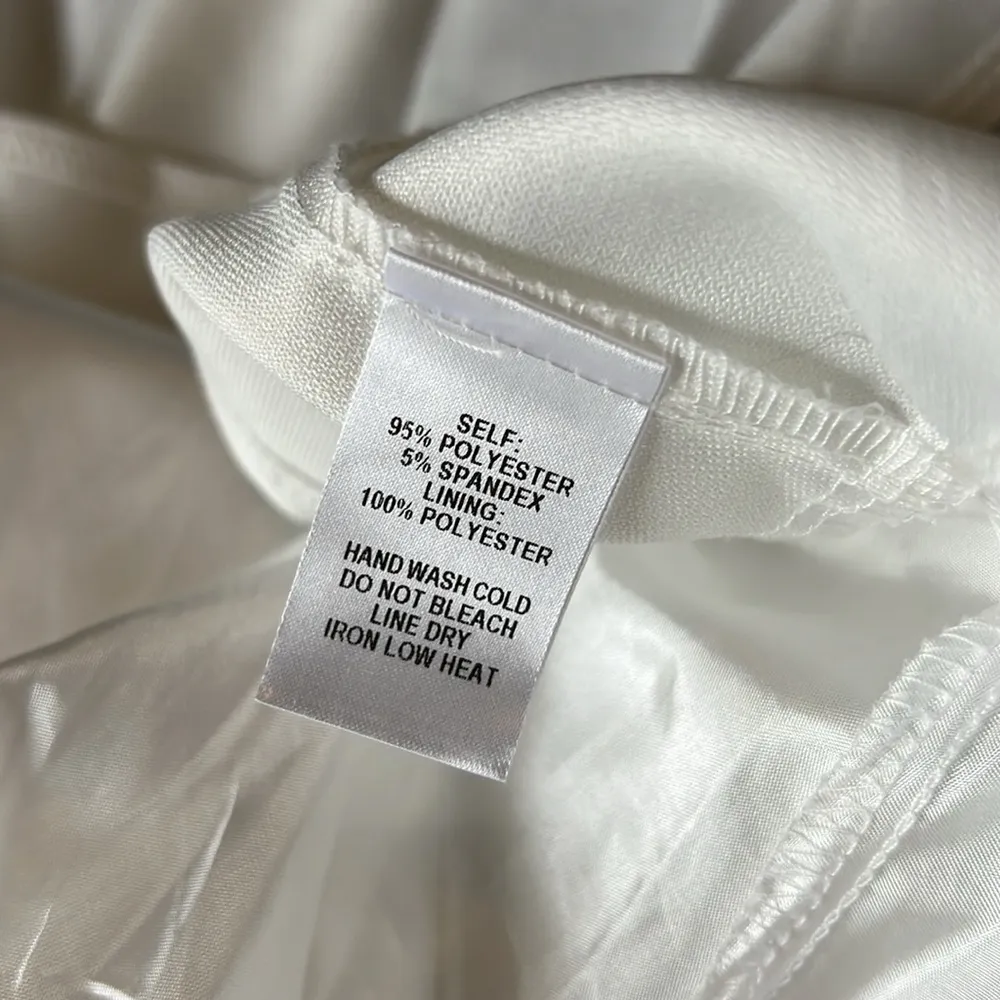 SELF:
95% POLYESTER
5% SPANDEX
LINING:
100% POLYESTER
HAND WASH COLD
DO NOT BLEACH
LINE DRY
IRON LOW HEAT